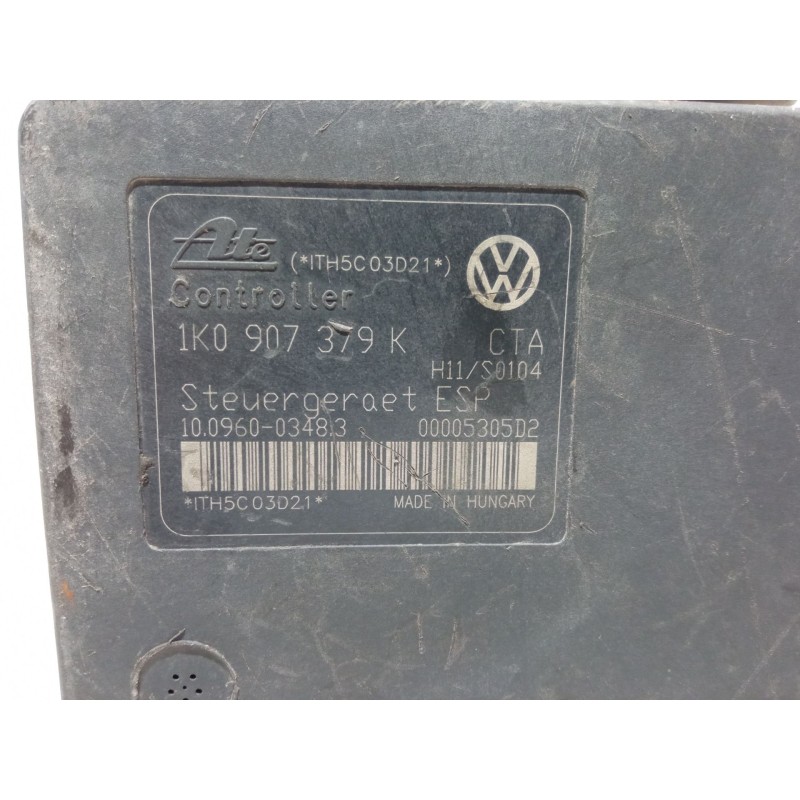 Ate (*ITH5C03D21*) VW
Controller
1K0 907 379 K CTA
H11/S0104
Steuergeraet ESP
10.0960-0348.3 00005305D2
*ITH5C03D21* MADE IN HUNGARY